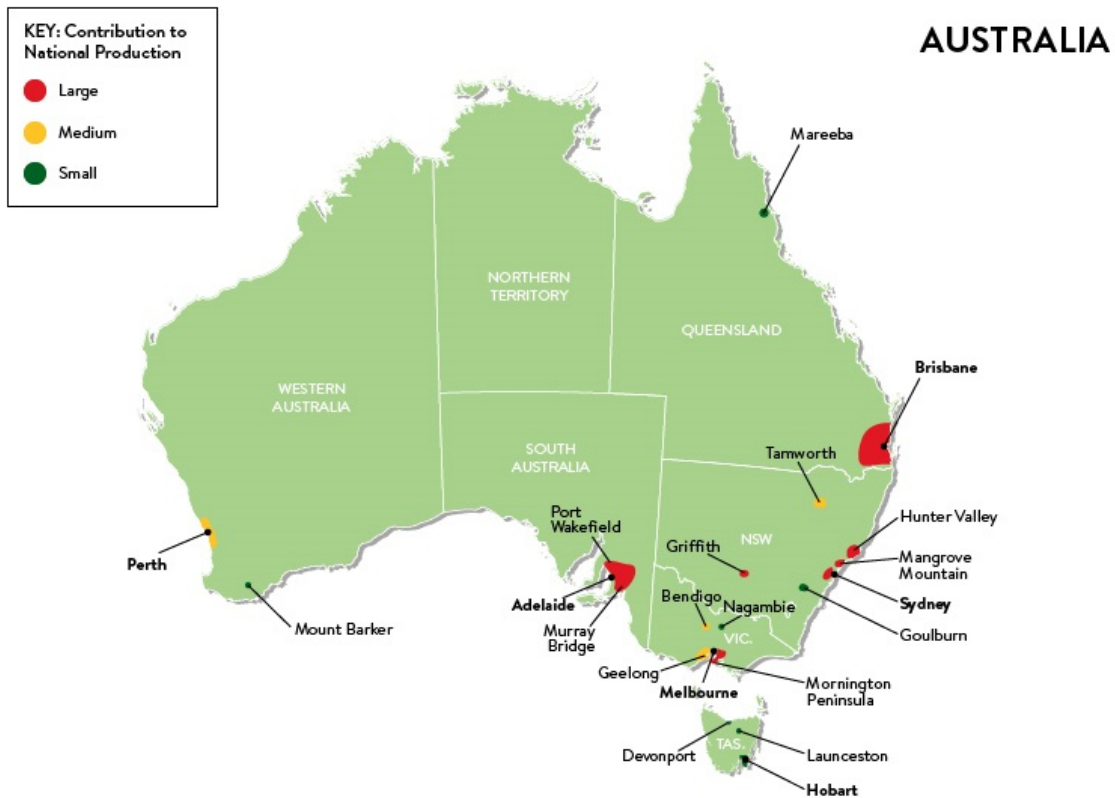 KEY: Contribution to
National Production
Large
Medium
Small
AUSTRALIA
Mareeba
NORTHERN
TERRITORY
QUEENSLAND
WESTERN
AUSTRALIA
Brisbane
SOUTH
AUSTRALIA
Tamworth
Port
Wakefield
Hunter Valley
NSW
Griffith
Mangrove
Mountain
Perth
Adelaide
Bendigo
Nagambie
Sydney
Murray
Bridge
Mount Barker
VIC.
Goulburn
Geelong
Melbourne
Mornington
Peninsula
TAS.
Devonport
Launceston
Hobart